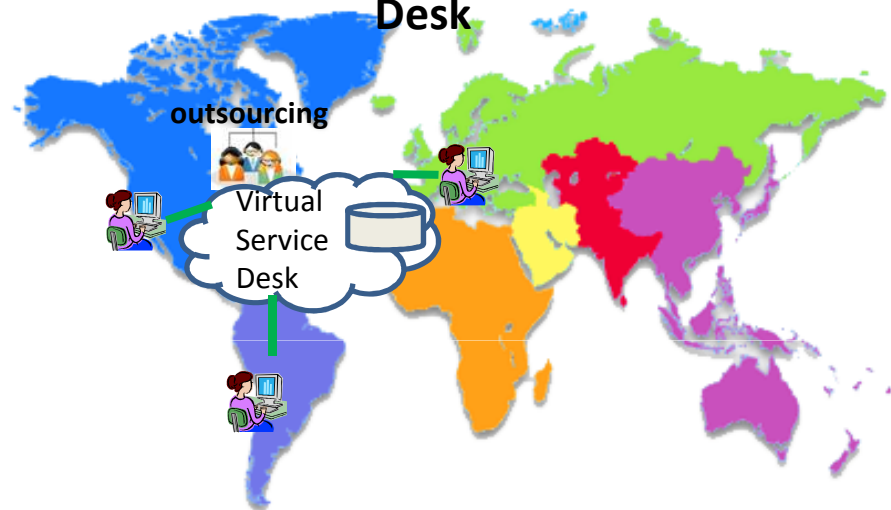 Desk
outsourcing
Virtual
Service
Desk